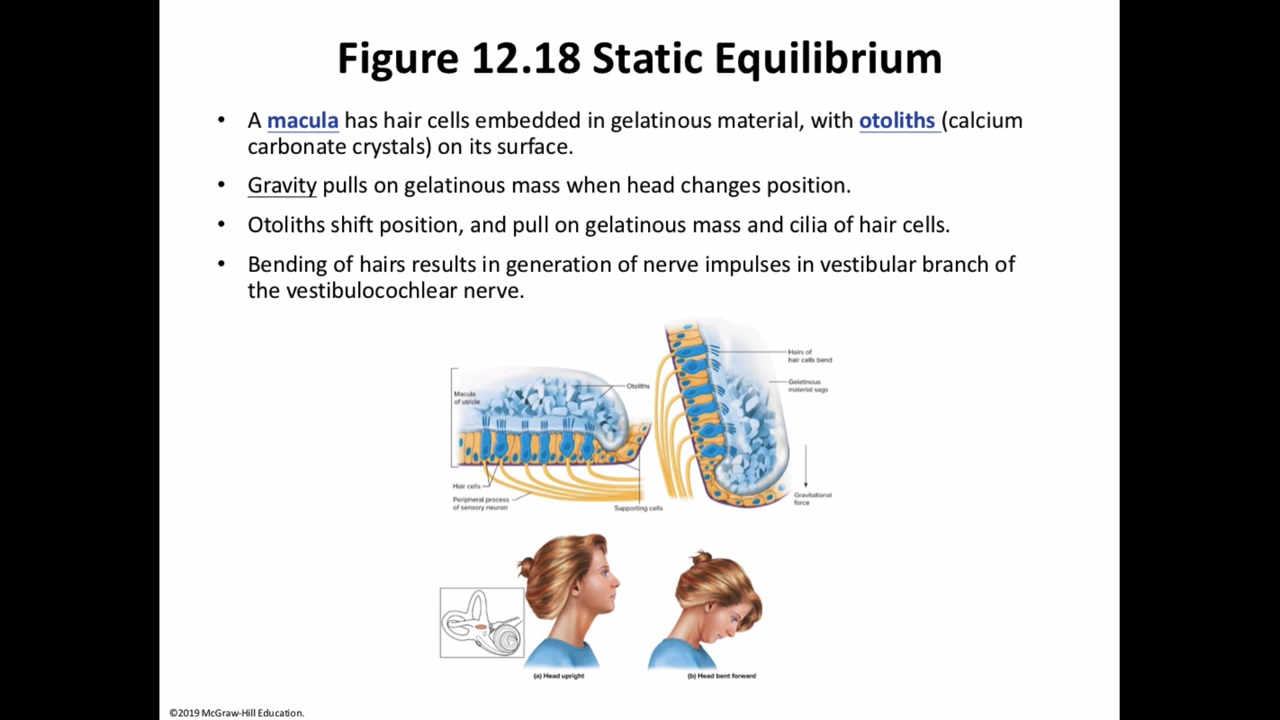 Figure 12.18 Static Equilibrium
• A macula has hair cells embedded in gelatinous material, with otoliths (calcium
carbonate crystals) on its surface.
• Gravity pulls on gelatinous mass when head changes position.
• Otoliths shift position, and pull on gelatinous mass and cilia of hair cells.
• Bending of hairs results in generation of nerve impulses in vestibular branch of
the vestibulocochlear nerve.
Macula
of utricle
Otoliths
Hair cells
Peripheral process
of sensory neuron
Supporting cells
Hairs of
hair cells bend
Gelatinous
material sags
Gravitational
force
(a) Head upright
(b) Head bent forward
©2019 McGraw-Hill Education.